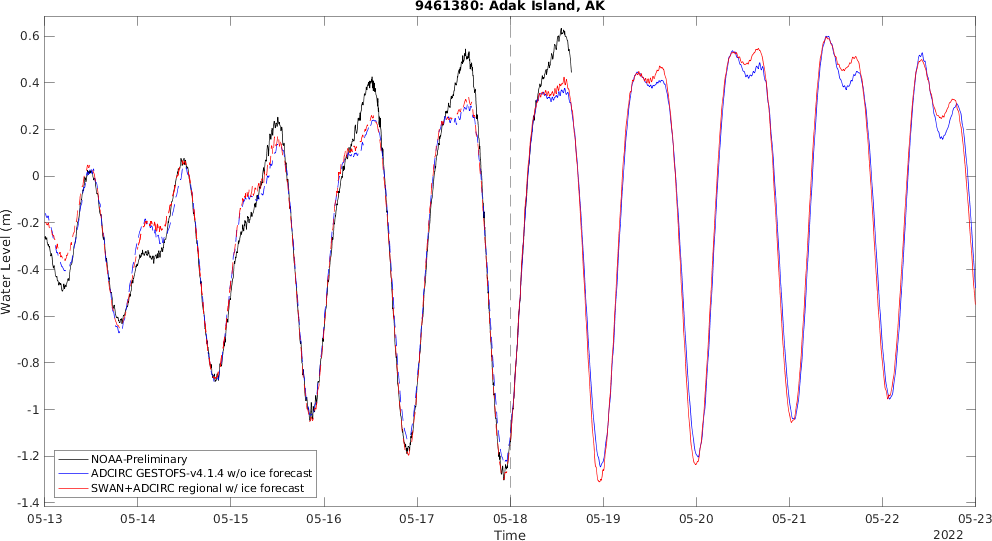 9461380: Adak Island, AK
Water Level (m)
0.6
0.4
0.2
0
-0.2
-0.4
-0.6
-0.8
-1
-1.2
-1.4
NOAA-Preliminary
ADCIRC GESTOFS-v4.1.4 w/o ice forecast
SWAN+ADCIRC regional w/ ice forecast
05-13 05-14 05-15 05-16 05-17 05-18 05-19 05-20 05-21 05-22 05-23
Time
2022